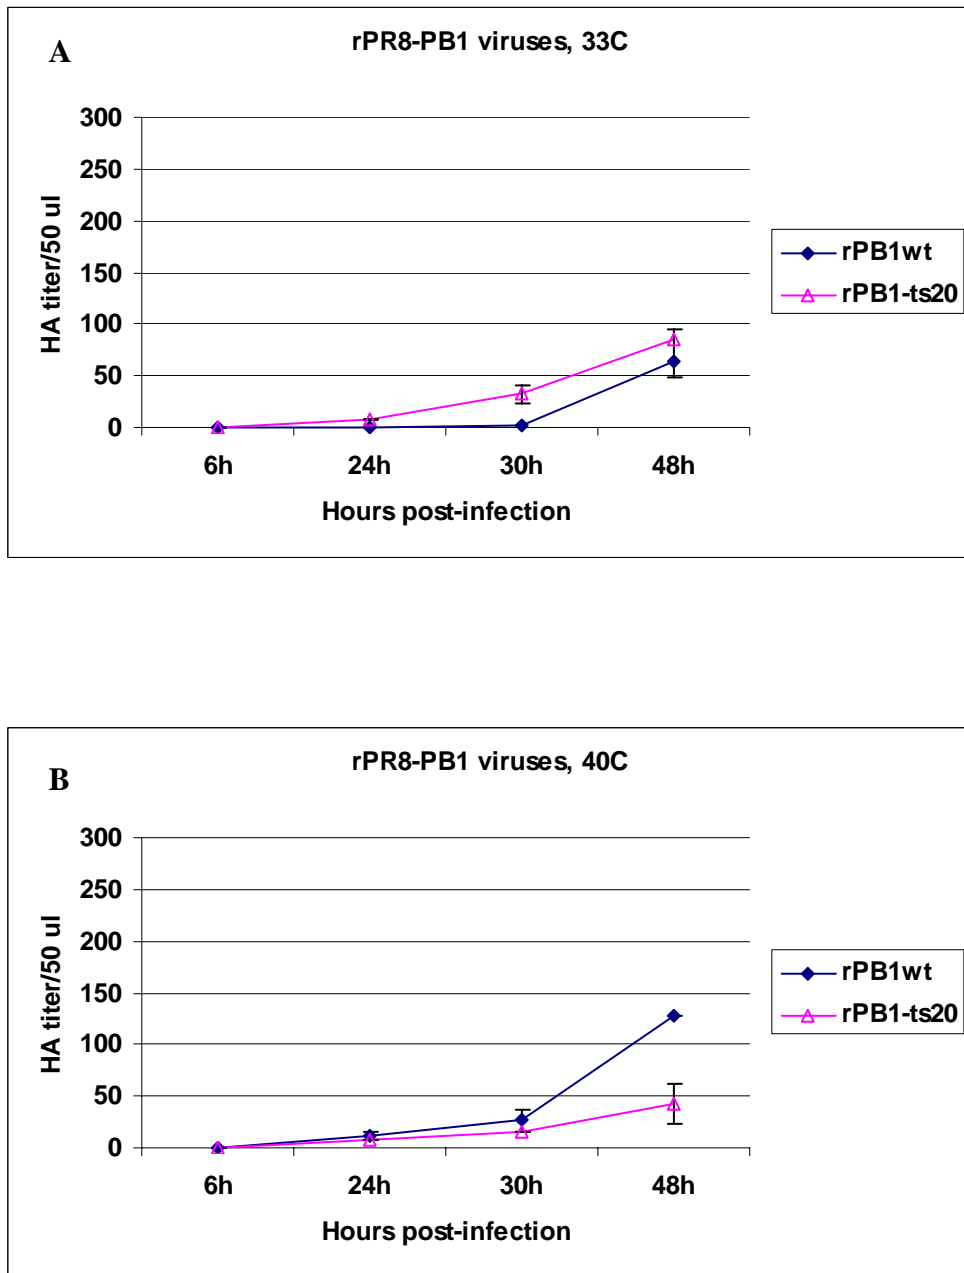 A
rPR8-PB1 viruses, 33C
300
250
200
150
100
50
0
HA titer/50 ul
6h 24h 30h 48h
Hours post-infection
rPB1wt
rPB1-ts20
B
rPR8-PB1 viruses, 40C
300
250
200
150
100
50
0
HA titer/50 ul
6h 24h 30h 48h
Hours post-infection
rPB1wt
rPB1-ts20